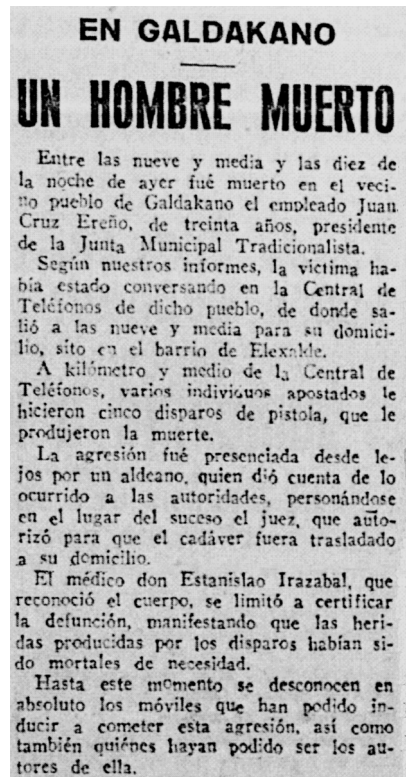 EN GALDAKANO
UN HOMBRE MUERTO
Entre las nueve y media y las diez de
la noche de ayer fué muerto en el veci-
no pueblo de Galdakano el empleado Juan
Cruz Ereño, de treinta años, presidente
de la Junta Municipal Tradicionalista.
Según nuestros informes, la víctima ha-
bía estado conversando en la Central de
Teléfonos de dicho pueblo, de donde sa-
lió a las nueve y media para su domici-
lio, sito en el barrio de Elexalde.
A kilómetro y medio de la Central de
Teléfonos, varios individuos apostados le
hicieron cinco disparos de pistola, que le
produjeron la muerte.
La agresión fué presenciada desde le-
jos por un aldeano, quien dió cuenta de lo
ocurrido a las autoridades, personándose
en el lugar del suceso el juez, que auto-
rizó para que el cadáver fuera trasladado
a su domicilio.
El médico don Estanislao Irazabal, que
reconoció el cuerpo, se limitó a certificar
la defunción, manifestando que las heri-
das producidas por los disparos habían si-
do mortales de necesidad.
Hasta este momento se desconocen en
absoluto los móviles que han podido in-
ducir a cometer esta agresión, así como
también quiénes hayan podido ser los au-
tores de ella.